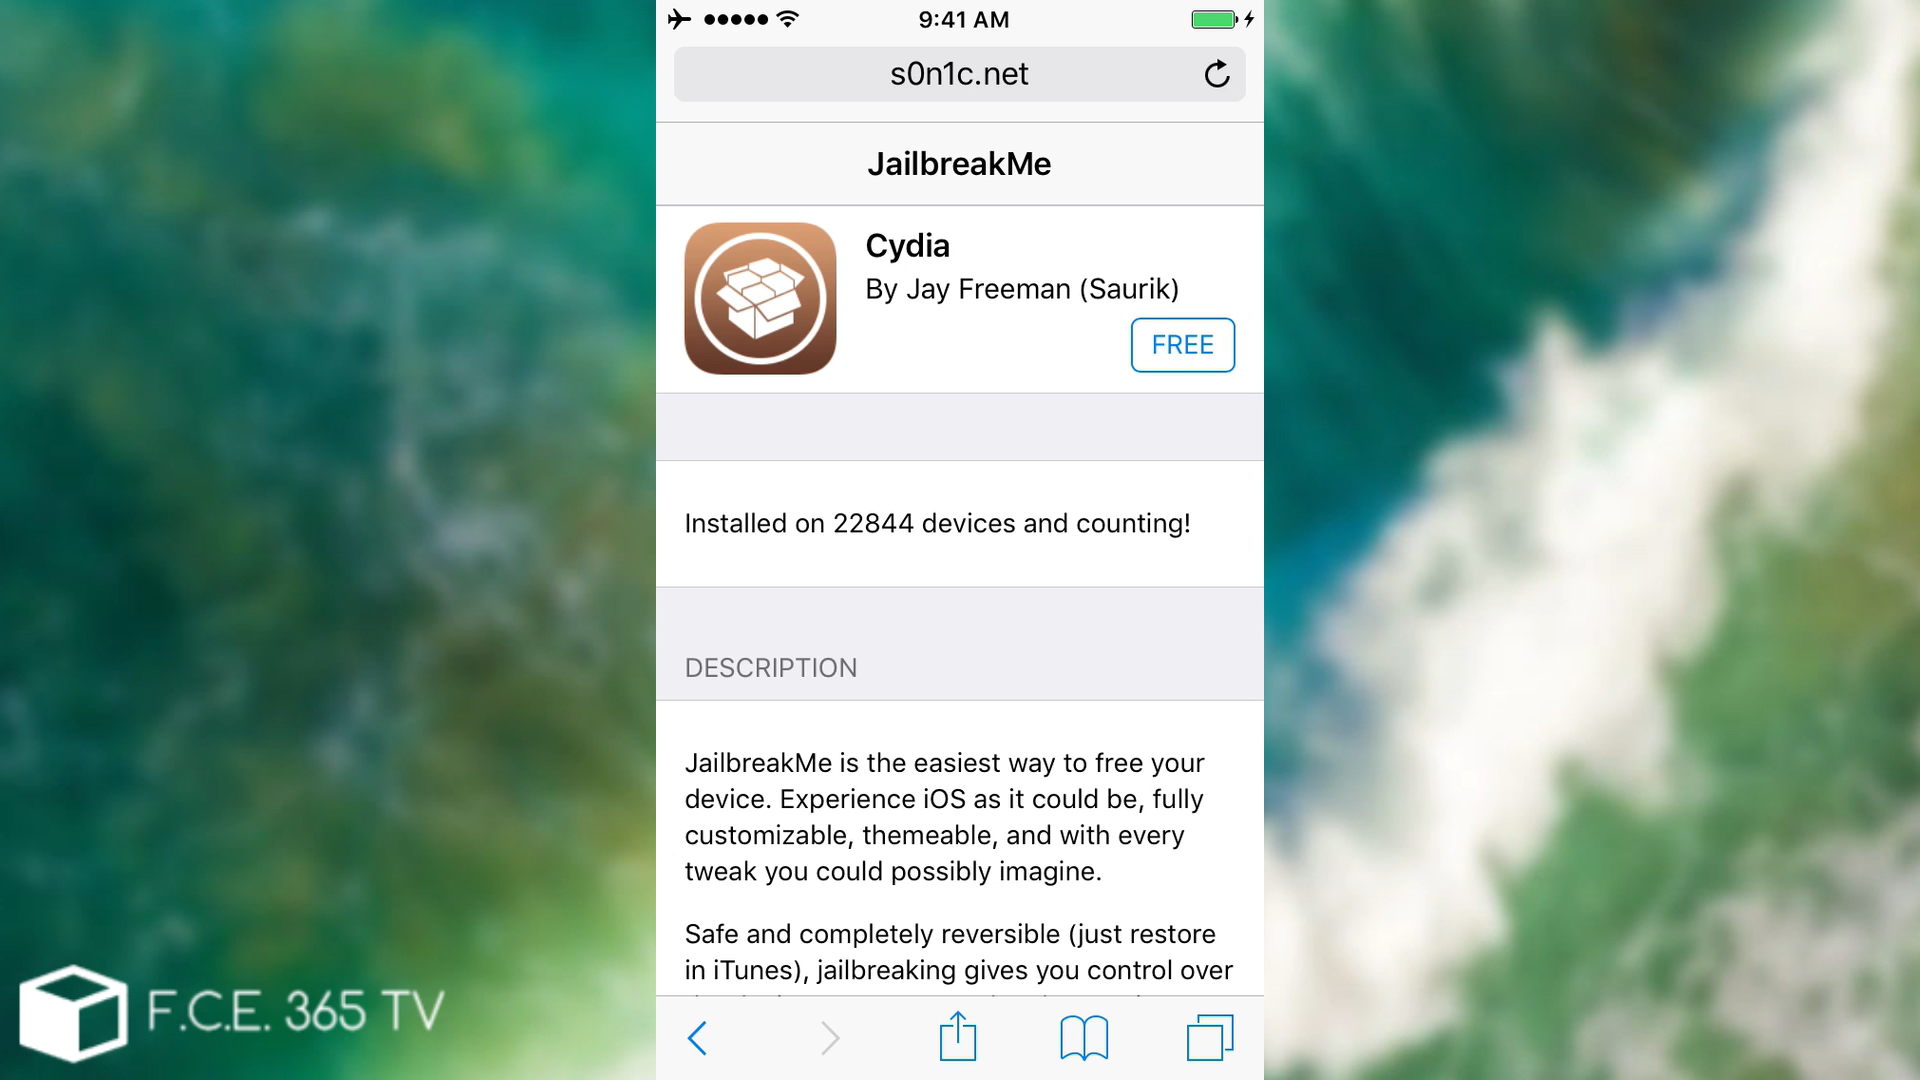 9:41 AM
s0n1c.net
JailbreakMe
Cydia
By Jay Freeman (Saurik)
FREE
Installed on 22844 devices and counting!
DESCRIPTION
JailbreakMe is the easiest way to free your
device. Experience iOS as it could be, fully
customizable, themeable, and with every
tweak you could possibly imagine.
Safe and completely reversible (just restore
in iTunes), jailbreaking gives you control over
F.C.E. 365 TV